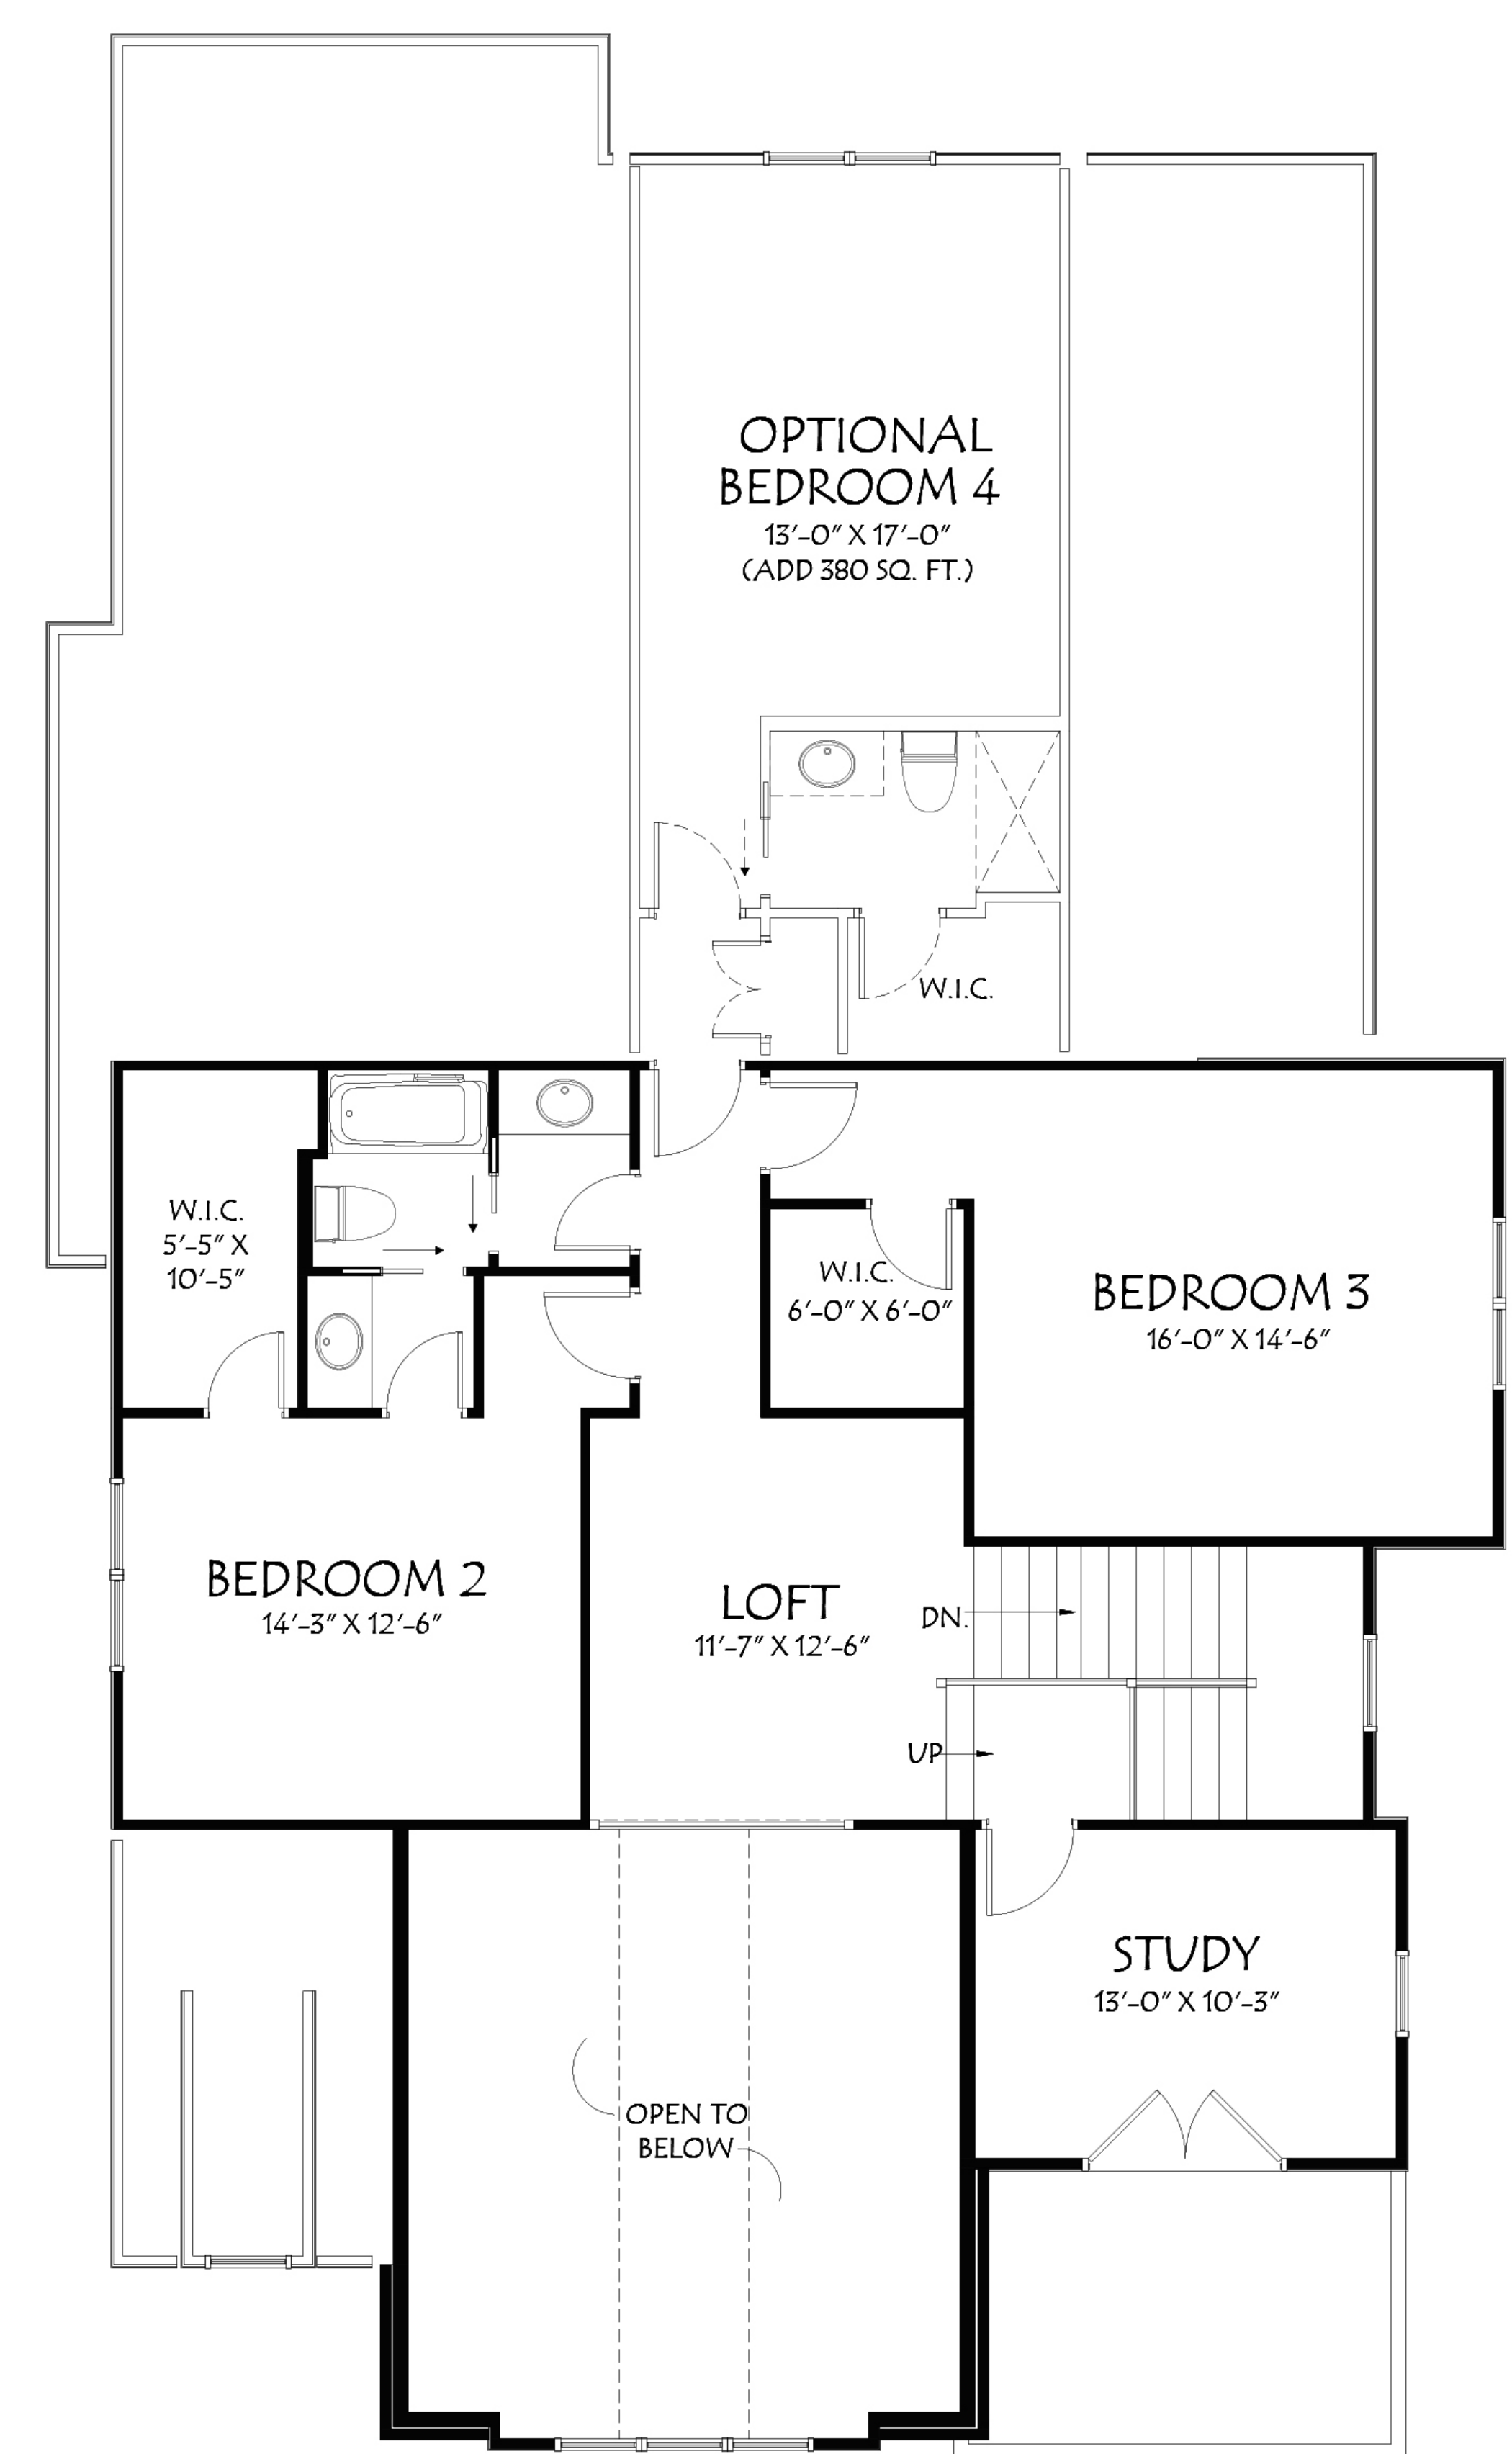 OPTIONAL
BEDROOM 4
13'-0" X 17'-0"
(ADD 380 SQ. FT.)
W.I.C.
W.I.C.
5'-5" X
10'-5"
W.I.C.
6'-0" X 6'-0"
BEDROOM 3
16'-0" X 14'-6"
BEDROOM 2
14'-3" X 12'-6"
LOFT
11'-7" X 12'-6"
DN.
UP
STUDY
13'-0" X 10'-3"
OPEN TO
BELOW